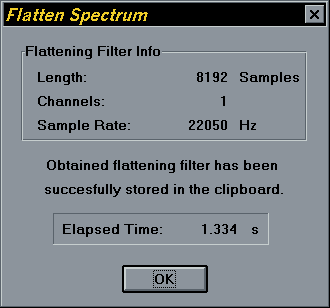 Flatten Spectrum
Flattening Filter Info
Length: 8192 Samples
Channels: 1
Sample Rate: 22050 Hz
Obtained flattening filter has been
succesfully stored in the clipboard.
Elapsed Time: 1.334 s
OK